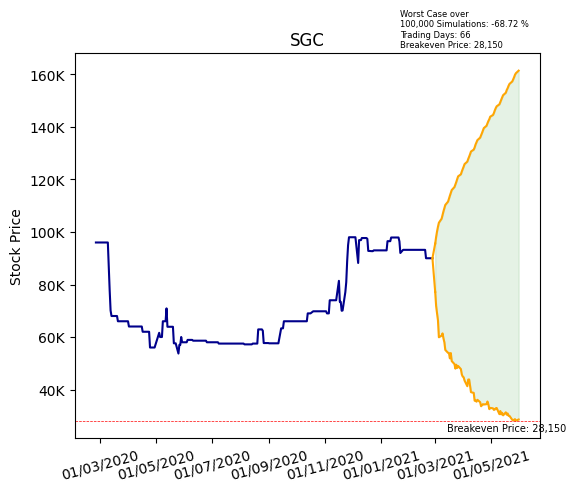 Worst Case over
100,000 Simulations: -68.72 %
Trading Days: 66
Breakeven Price: 28,150
SGC
Stock Price
160K
140K
120K
100K
80K
60K
40K
Breakeven Price: 28,150
01/03/2020 01/05/2020 01/07/2020 01/09/2020 01/11/2020 01/01/2021 01/03/2021 01/05/2021